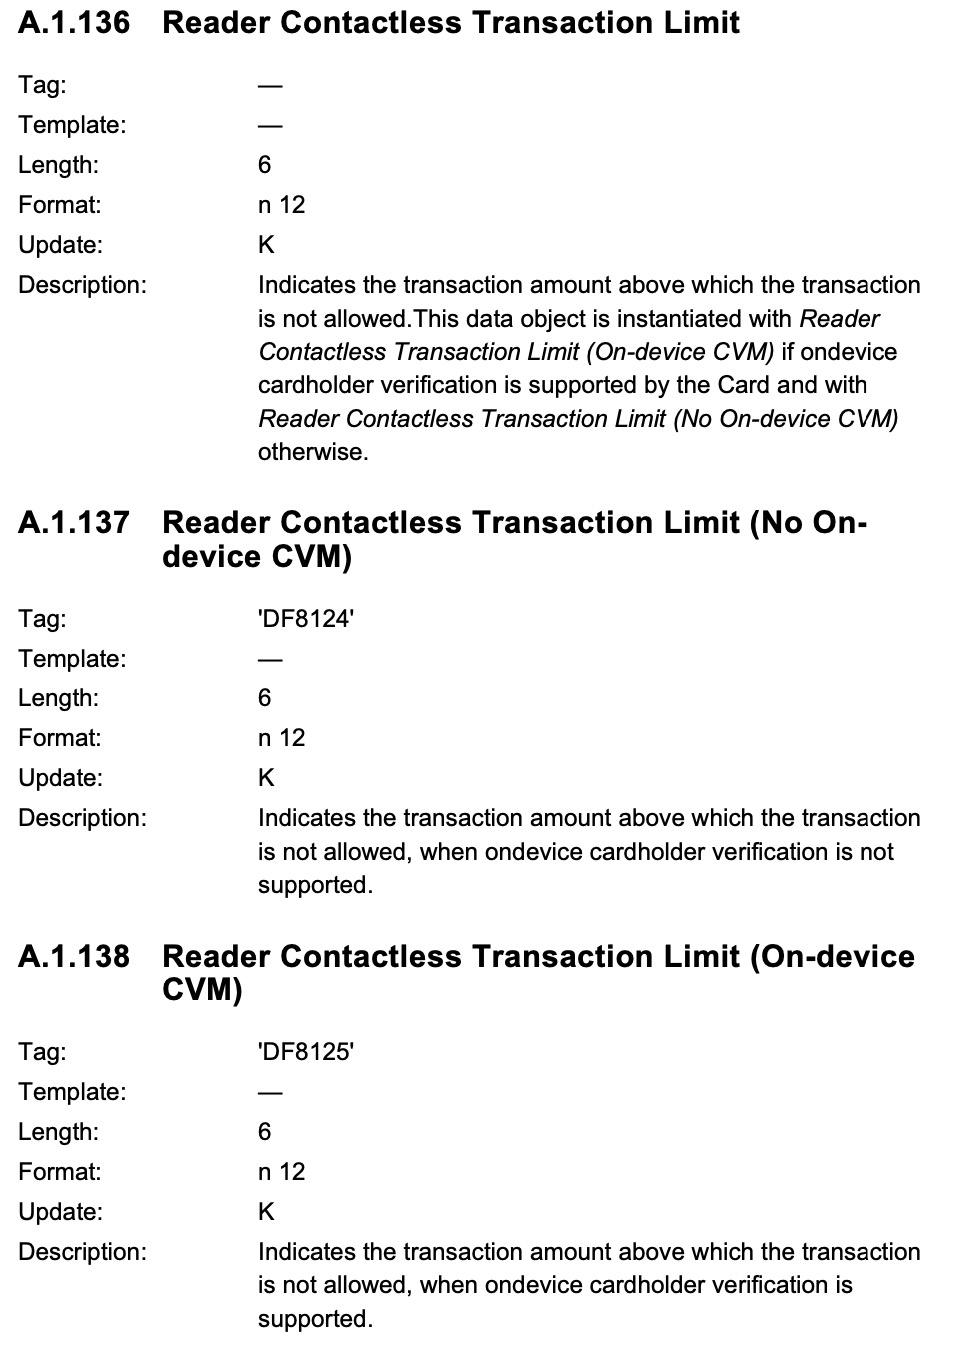 A.1.136 Reader Contactless Transaction Limit
Tag: —
Template: —
Length: 6
Format: n 12
Update: K
Description: Indicates the transaction amount above which the transaction
is not allowed.This data object is instantiated with Reader
Contactless Transaction Limit (On-device CVM) if ondevice
cardholder verification is supported by the Card and with
Reader Contactless Transaction Limit (No On-device CVM)
otherwise.
A.1.137 Reader Contactless Transaction Limit (No On-
device CVM)
Tag: 'DF8124'
Template: —
Length: 6
Format: n 12
Update: K
Description: Indicates the transaction amount above which the transaction
is not allowed, when ondevice cardholder verification is not
supported.
A.1.138 Reader Contactless Transaction Limit (On-device
CVM)
Tag: 'DF8125'
Template: —
Length: 6
Format: n 12
Update: K
Description: Indicates the transaction amount above which the transaction
is not allowed, when ondevice cardholder verification is
supported.